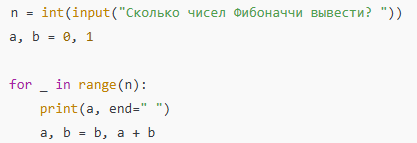 n = int(input("Сколько чисел Фибоначчи вывести? "))
a, b = 0, 1
for _ in range(n):
    print(a, end=" ")
    a, b = b, a + b